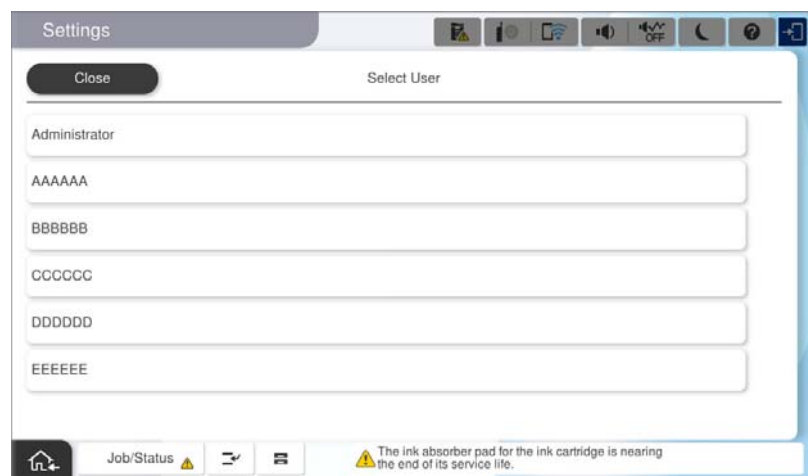 Settings
OFF
Close
Select User
Administrator
AAAAAA
BBBBBB
CCCCCC
DDDDDD
EEEEEE
Job/Status
The ink absorber pad for the ink cartridge is nearing
the end of its service life.